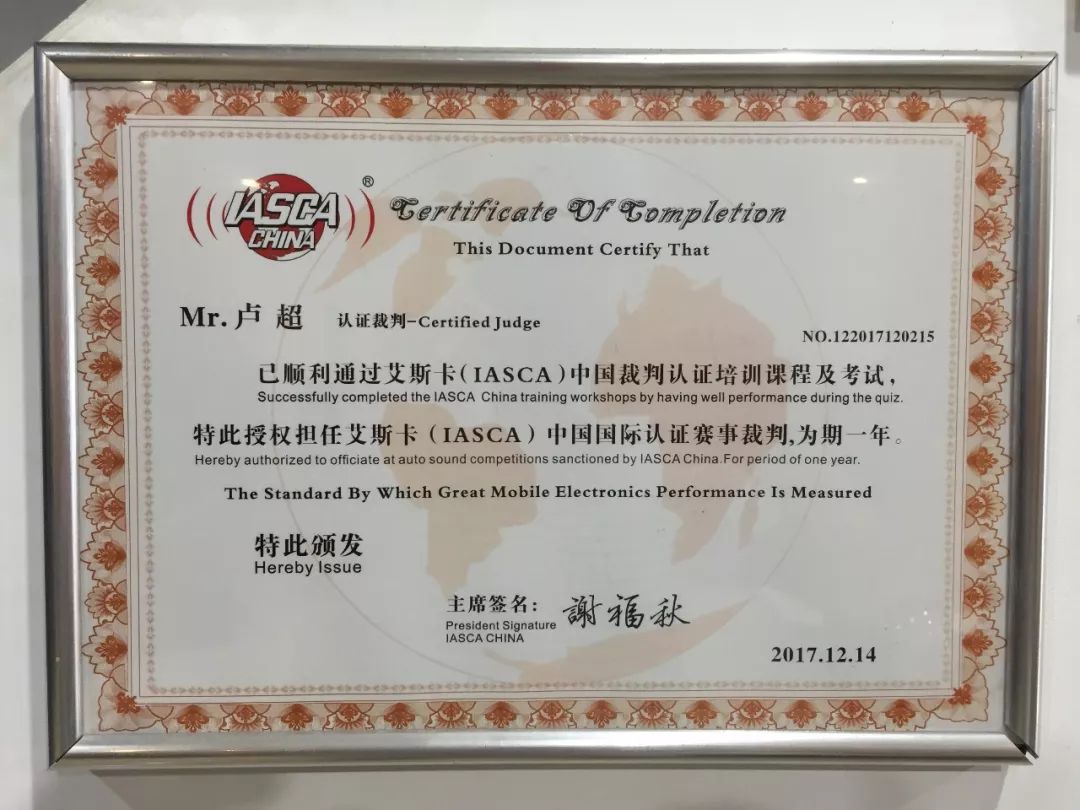 IASCA
CHINA
®
Certificate Of Completion
This Document Certify That
Mr. 卢 超 认证裁判-Certified Judge
NO.122017120215
已顺利通过艾斯卡(IASCA)中国裁判认证培训课程及考试，
Successfully completed the IASCA China training workshops by having well performance during the quiz.
特此授权担任艾斯卡（IASCA）中国国际认证赛事裁判,为期一年。
Hereby authorized to officiate at auto sound competitions sanctioned by IASCA China.For period of one year.
The Standard By Which Great Mobile Electronics Performance Is Measured
特此颁发
Hereby Issue
主席签名： 謝福秋
President Signature
IASCA CHINA
2017.12.14